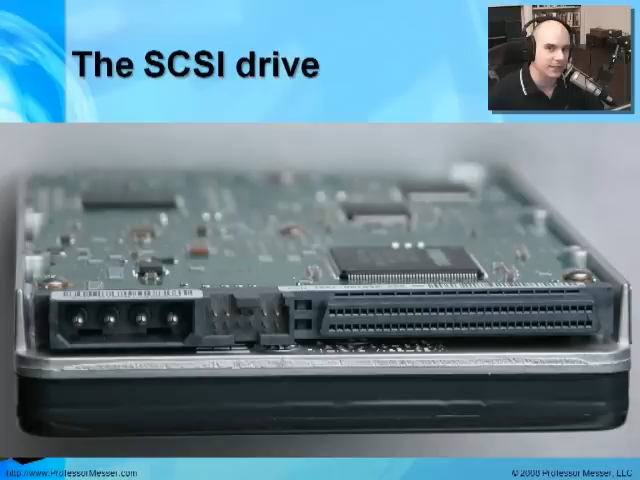 The SCSI drive
http://www.ProfessorMesser.com
© 2008 Professor Messer, LLC